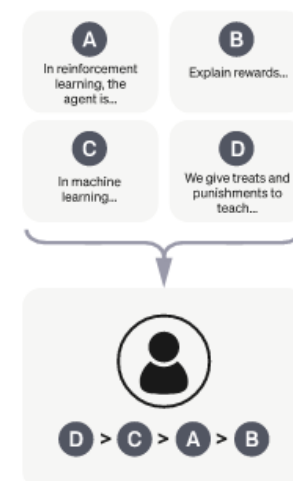 A
In reinforcement
learning, the
agent is...
B
Explain rewards...
C
In machine
learning...
D
We give treats and
punishments to
teach...
D > C > A > B